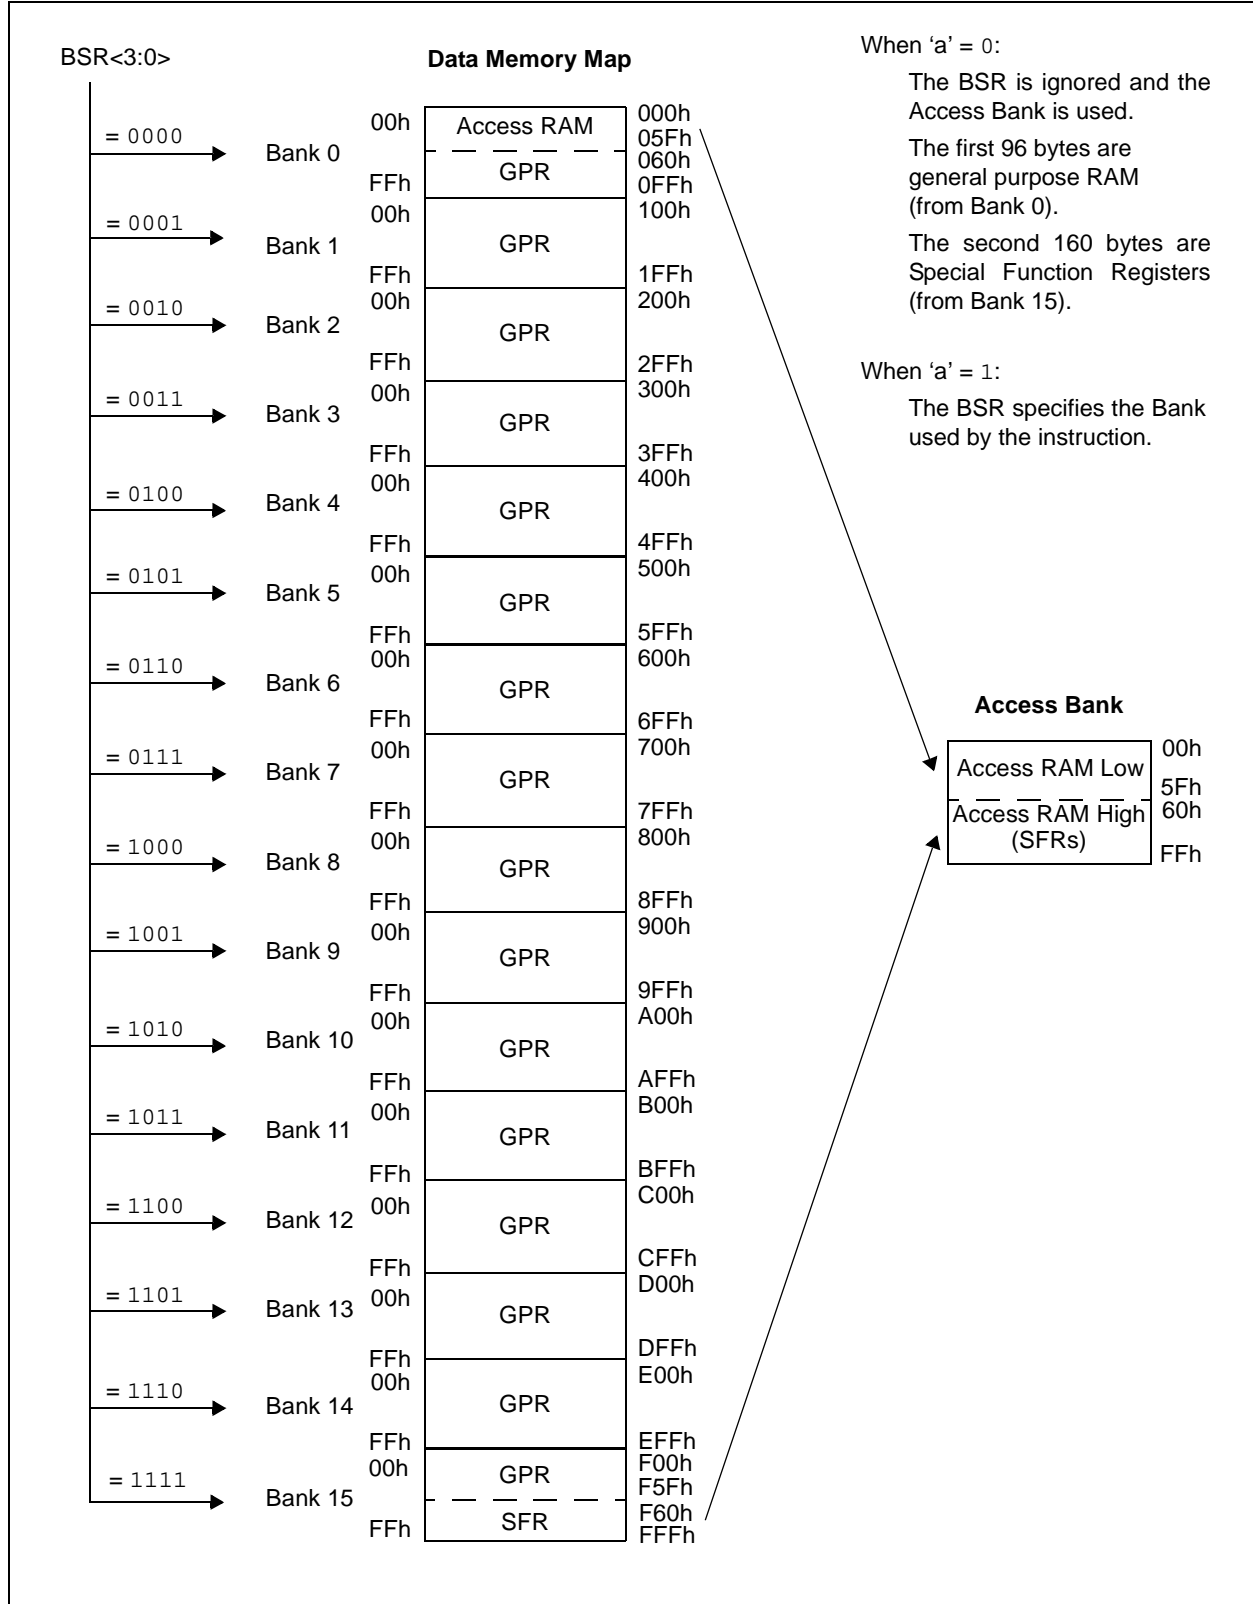 BSR<3:0>
Data Memory Map
When ‘a’ = 0:
The BSR is ignored and the
Access Bank is used.
The first 96 bytes are
general purpose RAM
(from Bank 0).
The second 160 bytes are
Special Function Registers
(from Bank 15).
When ‘a’ = 1:
The BSR specifies the Bank
used by the instruction.
= 0000
Bank 0
00h
Access RAM
000h
05Fh
GPR
060h
FFh
0FFh
= 0001
Bank 1
00h
GPR
100h
FFh
1FFh
= 0010
Bank 2
00h
GPR
200h
FFh
2FFh
= 0011
Bank 3
00h
GPR
300h
FFh
3FFh
= 0100
Bank 4
00h
GPR
400h
FFh
4FFh
= 0101
Bank 5
00h
GPR
500h
FFh
5FFh
= 0110
Bank 6
00h
GPR
600h
FFh
6FFh
= 0111
Bank 7
00h
GPR
700h
FFh
7FFh
= 1000
Bank 8
00h
GPR
800h
FFh
8FFh
= 1001
Bank 9
00h
GPR
900h
FFh
9FFh
= 1010
Bank 10
00h
GPR
A00h
FFh
AFFh
= 1011
Bank 11
00h
GPR
B00h
FFh
BFFh
= 1100
Bank 12
00h
GPR
C00h
FFh
CFFh
= 1101
Bank 13
00h
GPR
D00h
FFh
DFFh
= 1110
Bank 14
00h
GPR
E00h
FFh
EFFh
= 1111
Bank 15
00h
GPR
F00h
F5Fh
SFR
F60h
FFh
FFFh
Access Bank
Access RAM Low
00h
5Fh
Access RAM High
(SFRs)
60h
FFh